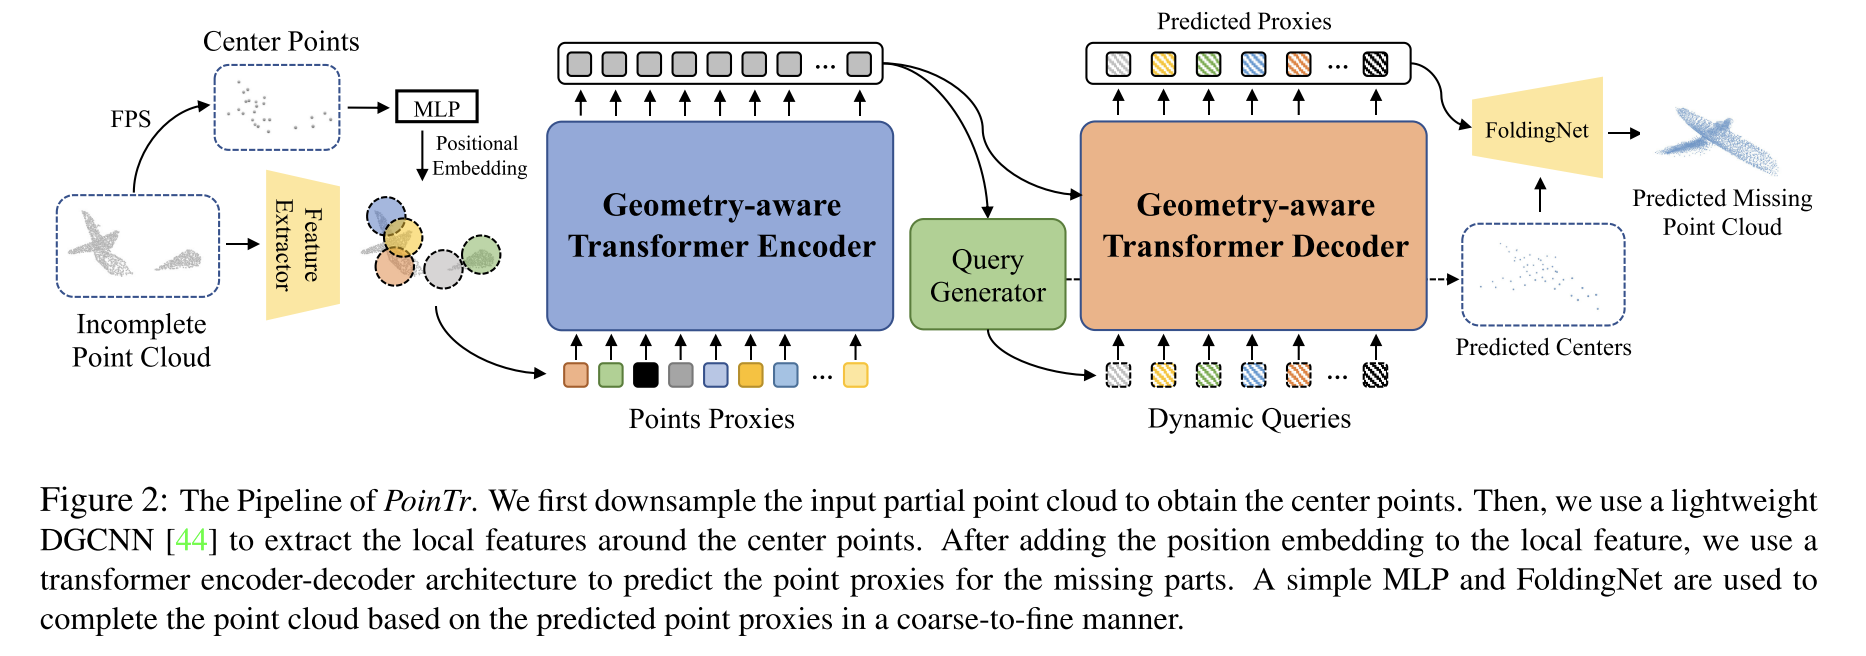 Center Points
FPS
MLP
Positional
Embedding
Feature
Extractor
Incomplete
Point Cloud
Geometry-aware
Transformer Encoder
...
...
Points Proxies
Query
Generator
Predicted Proxies
...
Geometry-aware
Transformer Decoder
...
Dynamic Queries
FoldingNet
Predicted Missing
Point Cloud
Predicted Centers
Figure 2: The Pipeline of PoinTr. We first downsample the input partial point cloud to obtain the center points. Then, we use a lightweight
DGCNN [44] to extract the local features around the center points. After adding the position embedding to the local feature, we use a
transformer encoder-decoder architecture to predict the point proxies for the missing parts. A simple MLP and FoldingNet are used to
complete the point cloud based on the predicted point proxies in a coarse-to-fine manner.